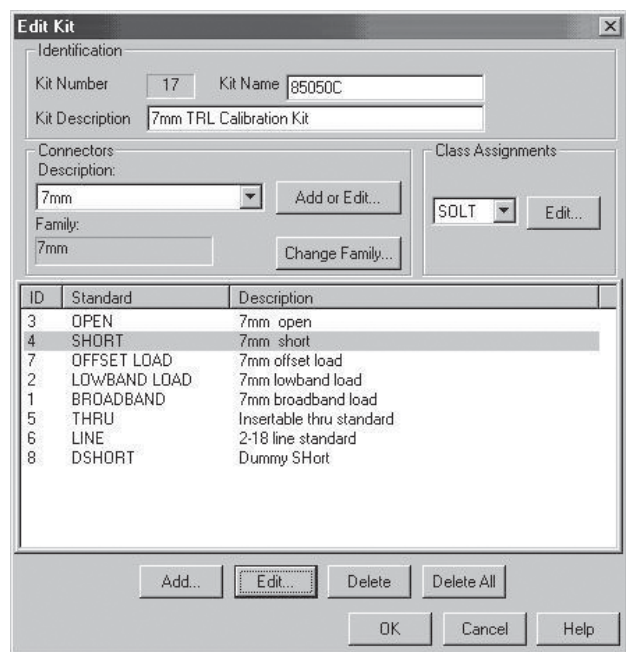 Edit Kit
Identification
Kit Number 17 Kit Name 85050C
Kit Description 7mm TRL Calibration Kit
Connectors
Description:
7mm Add or Edit...
Family:
7mm Change Family...
Class Assignments
SOLT Edit...
ID Standard Description
3 OPEN 7mm open
4 SHORT 7mm short
7 OFFSET LOAD 7mm offset load
2 LOWBAND LOAD 7mm lowband load
1 BROADBAND 7mm broadband load
5 THRU Insertable thru standard
6 LINE 2-18 line standard
8 DSHORT Dummy SHort
Add... Edit... Delete Delete All
OK Cancel Help